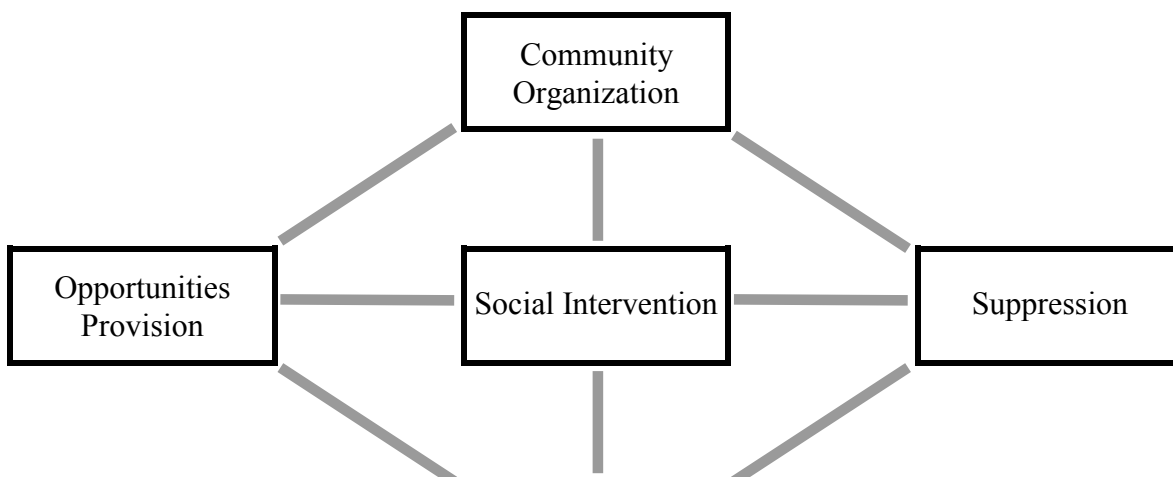 Community
Organization
Opportunities
Provision
Social Intervention
Suppression